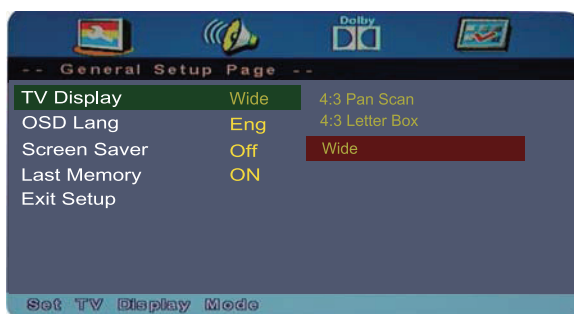 Dolby
-- General Setup Page --
TV Display Wide 4:3 Pan Scan
OSD Lang Eng 4:3 Letter Box
Screen Saver Off Wide
Last Memory ON
Exit Setup
Set TV Display Mode